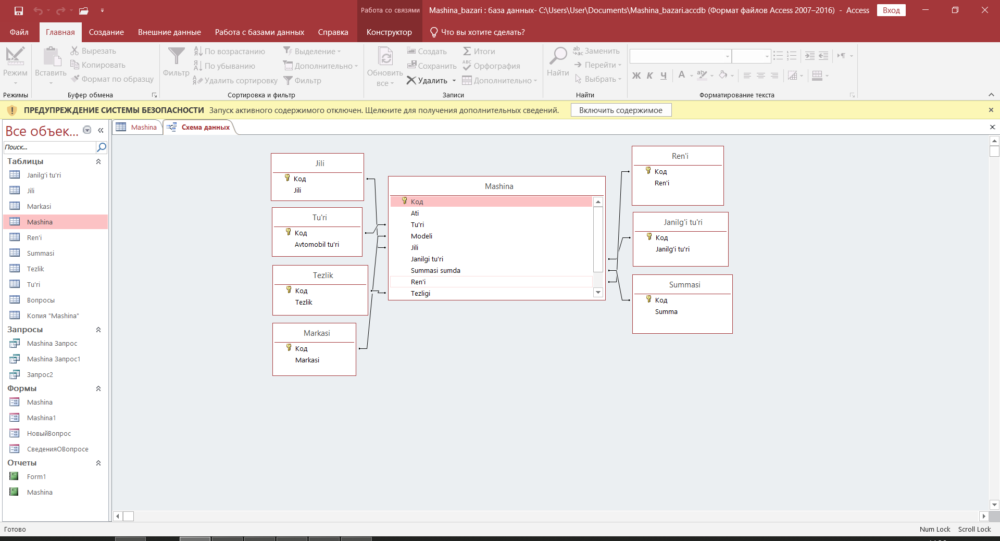 Работа со связями
Mashina_bazari : база данных- C:\Users\User\Documents\Mashina_bazari.accdb (Формат файлов Access 2007–2016) - Access
Вход
Файл
Главная
Создание
Внешние данные
Работа с базами данных
Справка
Конструктор
Что вы хотите сделать?
Режим
Режимы
Вставить
Вырезать
Копировать
Формат по образцу
Буфер обмена
Фильтр
По возрастанию
По убыванию
Удалить сортировку
Выделение
Дополнительно
Фильтр
Сортировка и фильтр
Обновить
все
Создать
Сохранить
Удалить
Итоги
Орфография
Дополнительно
Записи
Найти
Заменить
Перейти
Выбрать
Найти
Ж К Ч
Форматирование текста
ПРЕДУПРЕЖДЕНИЕ СИСТЕМЫ БЕЗОПАСНОСТИ Запуск активного содержимого отключен. Щелкните для получения дополнительных сведений.
Включить содержимое
Все объек...
Поиск...
Таблицы
Janilg'i tu'ri
Jili
Markasi
Mashina
Ren'i
Summasi
Tezlik
Tu'ri
Вопросы
Копия "Mashina"
Запросы
Mashina Запрос
Mashina Запрос1
Запрос2
Формы
Mashina
Mashina1
НовыйВопрос
СведенияОВопросе
Отчеты
Form1
Mashina
Mashina
Схема данных
Jili
Код
Jili
Tu'ri
Код
Avtomobil tu'ri
Tezlik
Код
Tezlik
Markasi
Код
Markasi
Mashina
Код
Ati
Tu'ri
Modeli
Jili
Janilgi tu'ri
Summasi sumda
Ren'i
Tezligi
Ren'i
Код
Ren'i
Janilg'i tu'ri
Код
Janilg'i tu'ri
Summasi
Код
Summa
Готово
Num Lock
Scroll Lock